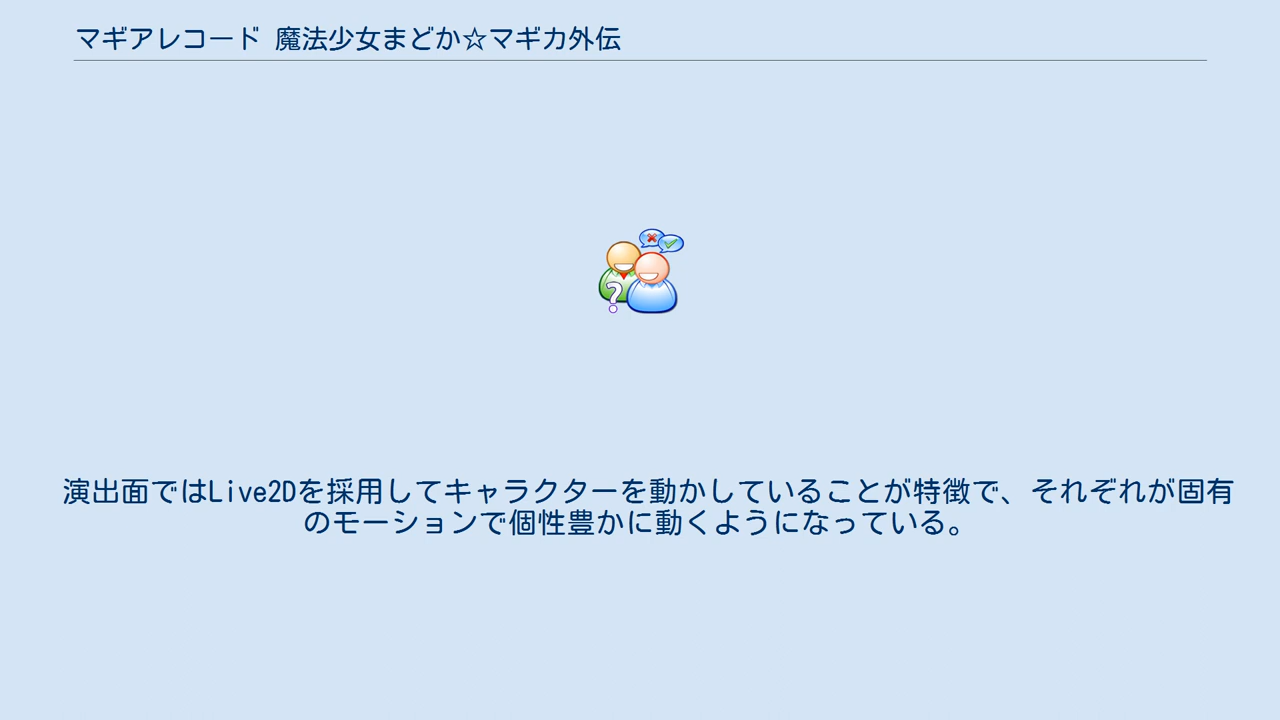 マギアレコード 魔法少女まどか☆マギカ外伝
演出面ではLive2Dを採用してキャラクターを動かしていることが特徴で、それぞれが固有
のモーションで個性豊かに動くようになっている。